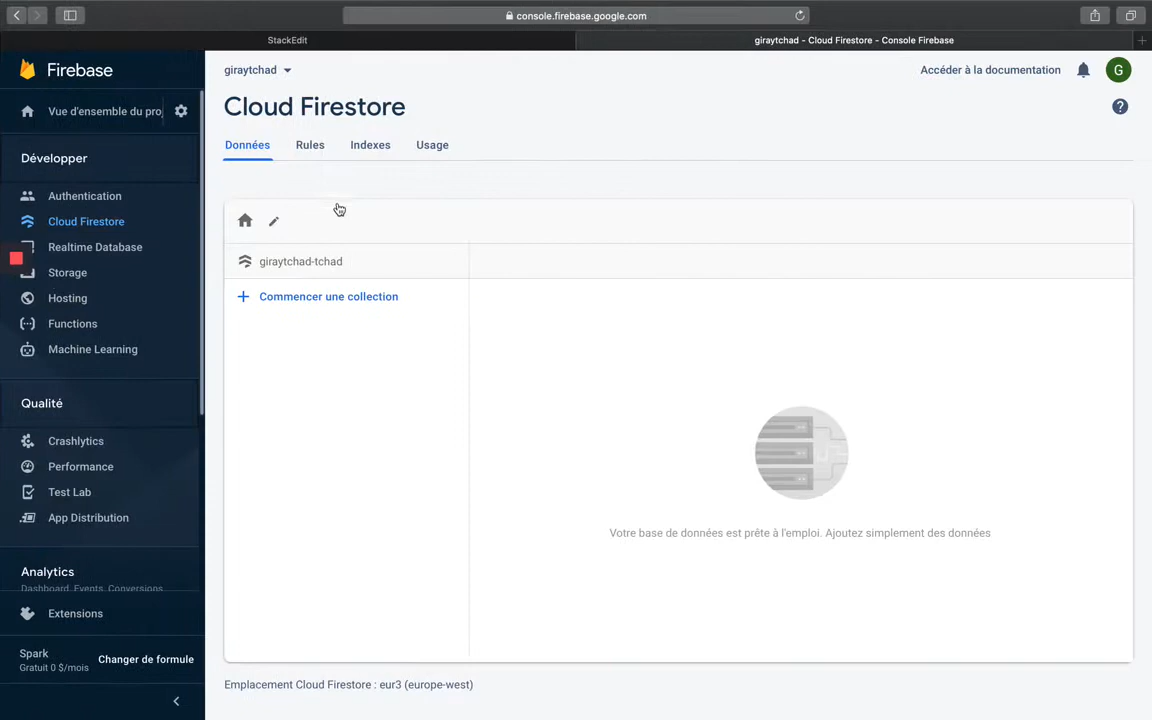 console.firebase.google.com
StackEdit
giraytchad - Cloud Firestore - Console Firebase
Firebase
Vue d'ensemble du pro
Développer
Authentication
Cloud Firestore
Realtime Database
Storage
Hosting
Functions
Machine Learning
Qualité
Crashlytics
Performance
Test Lab
App Distribution
Analytics
Dashboard, Events, Conversions
Extensions
Spark
Gratuit 0 $/mois
Changer de formule
giraytchad
Accéder à la documentation
G
Cloud Firestore
?
Données Rules Indexes Usage
giraytchad-tchad
+ Commencer une collection
Votre base de données est prête à l'emploi. Ajoutez simplement des données
Emplacement Cloud Firestore : eur3 (europe-west)